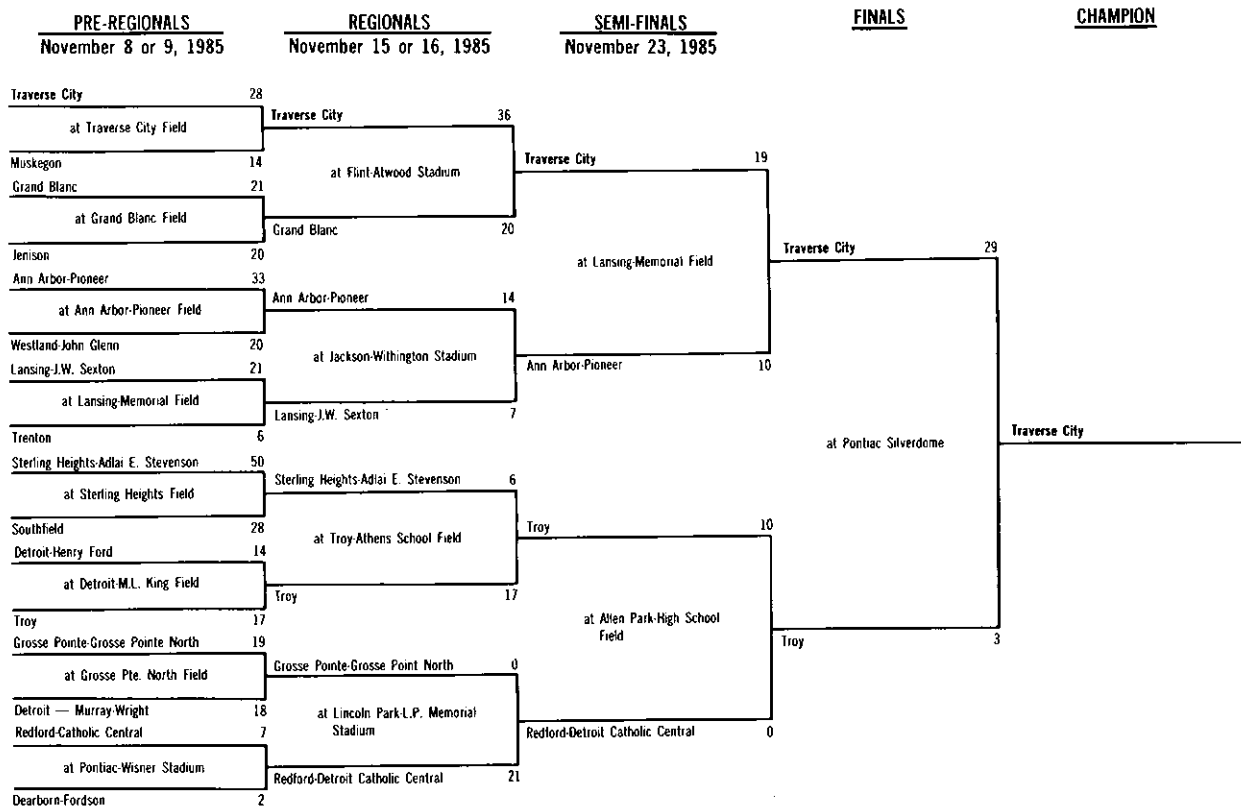 PRE-REGIONALS
November 8 or 9, 1985
REGIONALS
November 15 or 16, 1985
SEMI-FINALS
November 23, 1985
FINALS
CHAMPION
Traverse City 28
at Traverse City Field
Muskegon 14
Grand Blanc 21
at Grand Blanc Field
Jenison 20
Ann Arbor-Pioneer 33
at Ann Arbor-Pioneer Field
Westland-John Glenn 20
Lansing-J.W. Sexton 21
at Lansing-Memorial Field
Trenton 6
Sterling Heights-Adlai E. Stevenson 50
at Sterling Heights Field
Southfield 28
Detroit-Henry Ford 14
at Detroit-M.L. King Field
Troy 17
Grosse Pointe-Grosse Pointe North 19
at Grosse Pte. North Field
Detroit — Murray-Wright 18
Redford-Catholic Central 7
at Pontiac-Wisner Stadium
Dearborn-Fordson 2
Traverse City 36
at Flint-Atwood Stadium
Grand Blanc 20
Ann Arbor-Pioneer 14
at Jackson-Withington Stadium
Lansing-J.W. Sexton 7
Sterling Heights-Adlai E. Stevenson 6
at Troy-Athens School Field
Troy 17
Grosse Pointe-Grosse Point North 0
at Lincoln Park-L.P. Memorial
Stadium
Redford-Detroit Catholic Central 21
Traverse City 19
at Lansing-Memorial Field
Ann Arbor-Pioneer 10
Troy 10
at Allen Park-High School
Field
Redford-Detroit Catholic Central 0
Traverse City 29
at Pontiac Silverdome
Troy 3
Traverse City